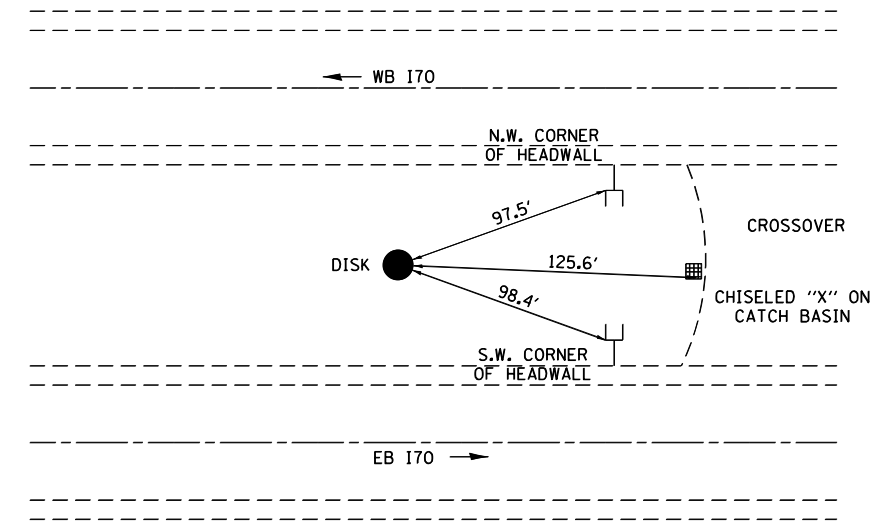 WB I70
N.W. CORNER
OF HEADWALL
97.5'
CROSSOVER
DISK
125.6'
98.4'
CHISELED "X" ON
CATCH BASIN
S.W. CORNER
OF HEADWALL
EB I70